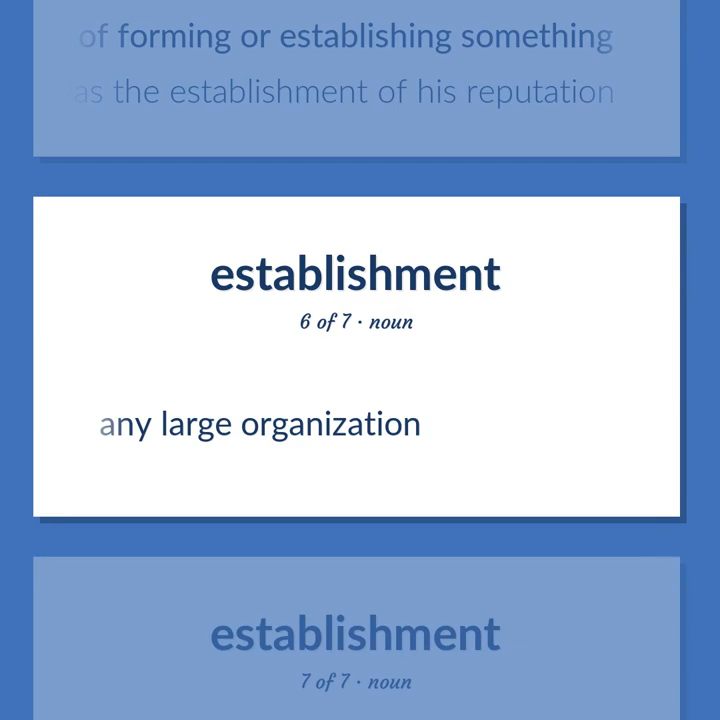 of forming or establishing something
as the establishment of his reputation
establishment
6 of 7 · noun
any large organization
establishment
7 of 7 · noun